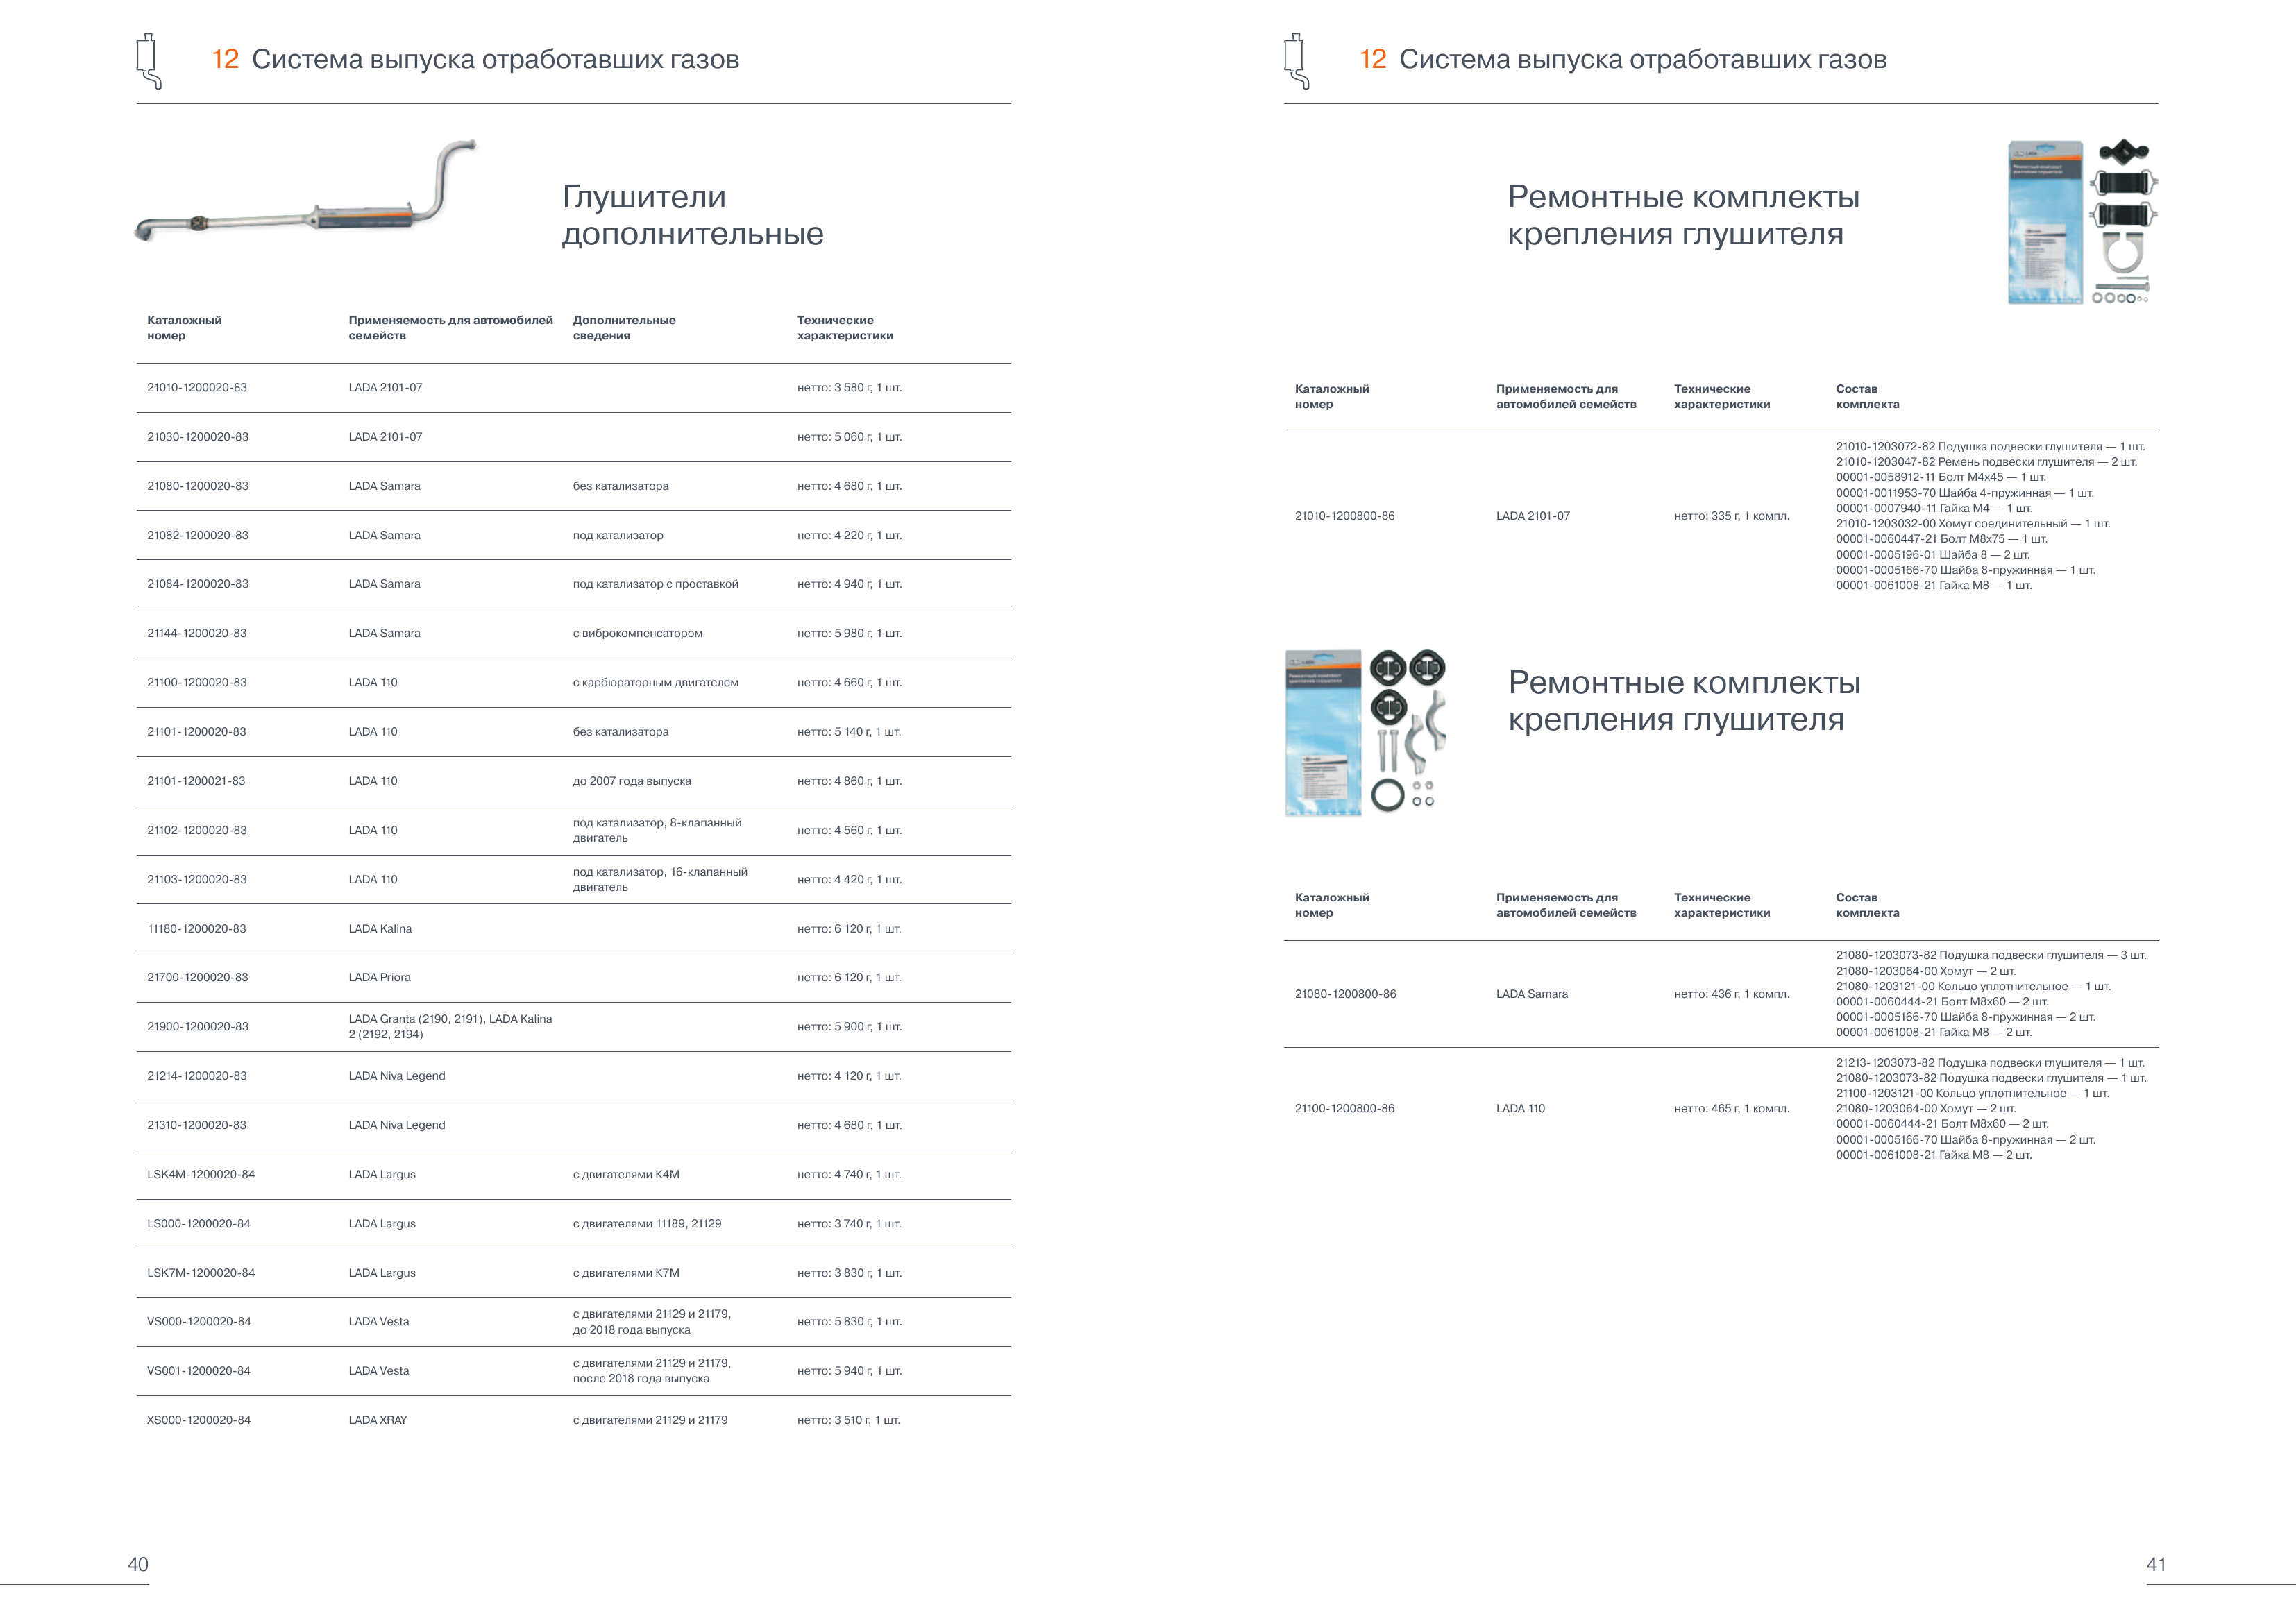 12 Система выпуска отработавших газов
Глушители
дополнительные
Каталожный номер Применяемость для автомобилей семейств Дополнительные сведения Технические характеристики
21010-1200020-83 LADA 2101-07 нетто: 3 580 г, 1 шт.
21030-1200020-83 LADA 2101-07 нетто: 5 060 г, 1 шт.
21080-1200020-83 LADA Samara без катализатора нетто: 4 680 г, 1 шт.
21082-1200020-83 LADA Samara под катализатор нетто: 4 220 г, 1 шт.
21084-1200020-83 LADA Samara под катализатор с проставкой нетто: 4 940 г, 1 шт.
21144-1200020-83 LADA Samara с виброкомпенсатором нетто: 5 980 г, 1 шт.
21100-1200020-83 LADA 110 с карбюраторным двигателем нетто: 4 660 г, 1 шт.
21101-1200020-83 LADA 110 без катализатора нетто: 5 140 г, 1 шт.
21101-1200021-83 LADA 110 до 2007 года выпуска нетто: 4 860 г, 1 шт.
21102-1200020-83 LADA 110 под катализатор, 8-клапанный двигатель нетто: 4 560 г, 1 шт.
21103-1200020-83 LADA 110 под катализатор, 16-клапанный двигатель нетто: 4 420 г, 1 шт.
11180-1200020-83 LADA Kalina нетто: 6 120 г, 1 шт.
21700-1200020-83 LADA Priora нетто: 6 120 г, 1 шт.
21900-1200020-83 LADA Granta (2190, 2191), LADA Kalina 2 (2192, 2194) нетто: 5 900 г, 1 шт.
21214-1200020-83 LADA Niva Legend нетто: 4 120 г, 1 шт.
21310-1200020-83 LADA Niva Legend нетто: 4 680 г, 1 шт.
LSK4M-1200020-84 LADA Largus с двигателями K4M нетто: 4 740 г, 1 шт.
LS000-1200020-84 LADA Largus с двигателями 11189, 21129 нетто: 3 740 г, 1 шт.
LSK7M-1200020-84 LADA Largus с двигателями K7M нетто: 3 830 г, 1 шт.
VS000-1200020-84 LADA Vesta с двигателями 21129 и 21179, до 2018 года выпуска нетто: 5 830 г, 1 шт.
VS001-1200020-84 LADA Vesta с двигателями 21129 и 21179, после 2018 года выпуска нетто: 5 940 г, 1 шт.
XS000-1200020-84 LADA XRAY с двигателями 21129 и 21179 нетто: 3 510 г, 1 шт.
40
12 Система выпуска отработавших газов
Ремонтные комплекты
крепления глушителя
Каталожный номер Применяемость для автомобилей семейств Технические характеристики Состав комплекта
21010-1200800-86 LADA 2101-07 нетто: 335 г, 1 компл.
21010-1203072-82 Подушка подвески глушителя — 1 шт.
21010-1203047-82 Ремень подвески глушителя — 2 шт.
00001-0058912-11 Болт М4х45 — 1 шт.
00001-0011953-70 Шайба 4-пружинная — 1 шт.
00001-0007940-11 Гайка М4 — 1 шт.
21010-1203032-00 Хомут соединительный — 1 шт.
00001-0060447-21 Болт М8х75 — 1 шт.
00001-0005196-01 Шайба 8 — 2 шт.
00001-0005166-70 Шайба 8-пружинная — 1 шт.
00001-0061008-21 Гайка М8 — 1 шт.
Ремонтные комплекты
крепления глушителя
Каталожный номер Применяемость для автомобилей семейств Технические характеристики Состав комплекта
21080-1200800-86 LADA Samara нетто: 436 г, 1 компл.
21080-1203073-82 Подушка подвески глушителя — 3 шт.
21080-1203064-00 Хомут — 2 шт.
21080-1203121-00 Кольцо уплотнительное — 1 шт.
00001-0060444-21 Болт М8х60 — 2 шт.
00001-0005166-70 Шайба 8-пружинная — 2 шт.
00001-0061008-21 Гайка М8 — 2 шт.
21100-1200800-86 LADA 110 нетто: 465 г, 1 компл.
21213-1203073-82 Подушка подвески глушителя — 1 шт.
21080-1203073-82 Подушка подвески глушителя — 1 шт.
21100-1203121-00 Кольцо уплотнительное — 1 шт.
21080-1203064-00 Хомут — 2 шт.
00001-0060444-21 Болт М8х60 — 2 шт.
00001-0005166-70 Шайба 8-пружинная — 2 шт.
00001-0061008-21 Гайка М8 — 2 шт.
41